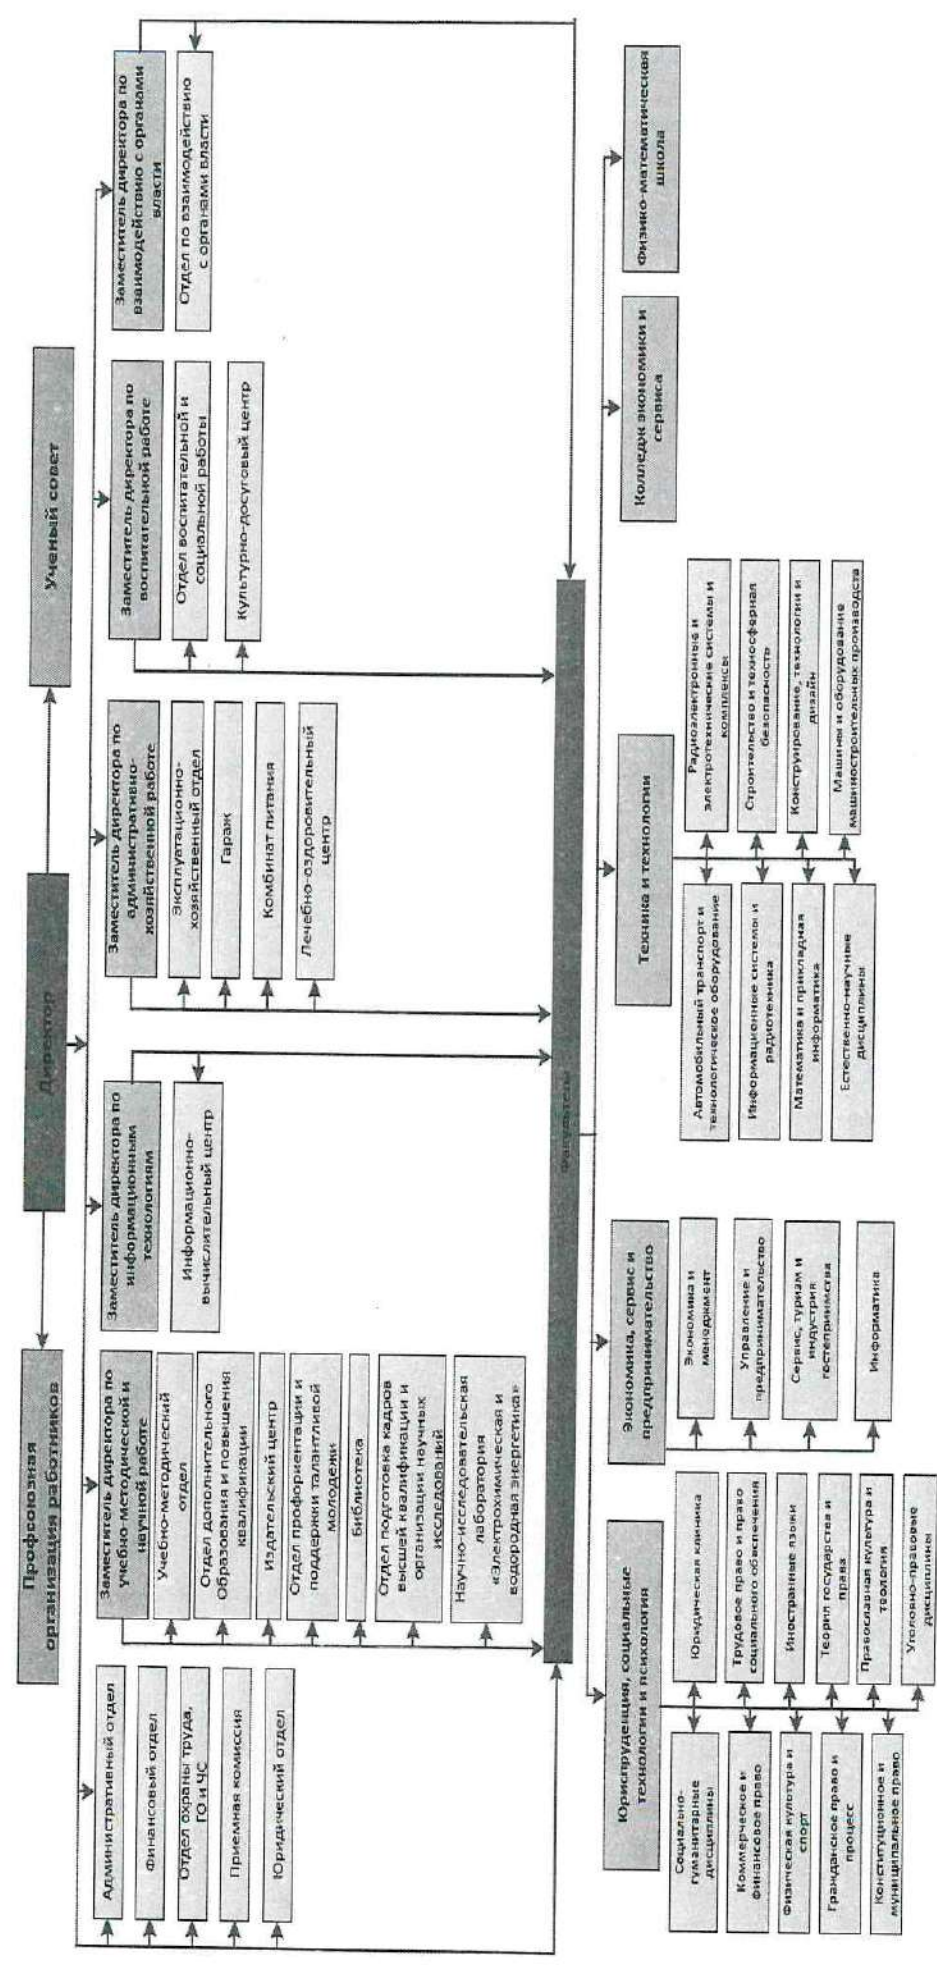 Профсоюзная
организация работников
Директор
Ученый совет
Административный отдел
Финансовый отдел
Отдел охраны труда,
ГО и ЧС
Приемная комиссия
Юридический отдел
Заместитель директора по
учебно-методической и
научной работе
Учебно-методический
отдел
Отдел дополнительного
Образования и повышения
квалификации
Издательский центр
Отдел профориентации и
поддержки талантливой
молодежи
Библиотека
Отдел подготовки кадров
высшей квалификации и
организации научных
исследований
Научно-исследовательская
лаборатория
«Электрохимическая и
водородная энергетика»
Заместитель директора по
информационным
технологиям
Информационно-
вычислительный центр
Заместитель директора по
административно-
хозяйственной работе
Эксплуатационно-
хозяйственный отдел
Гараж
Комбинат питания
Лечебно-оздоровительный
центр
Заместитель директора по
воспитательной работе
Отдел воспитательной и
социальной работы
Культурно-досуговый центр
Заместитель директора по
взаимодействию с органами
власти
Отдел по взаимодействию
с органами власти
Факультеты
Юриспруденция, социальные
технологии и психология
Социально-
гуманитарные
дисциплины
Коммерческое и
финансовое право
Физическая культура и
спорт
Гражданское право и
процесс
Конституционное и
муниципальное право
Юридическая клиника
Трудовое право и право
социального обеспечения
Иностранные языки
Теория государства и
права
Православная культура и
теология
Уголовно-правовые
дисциплины
Экономика, сервис и
предпринимательство
Экономика и
менеджмент
Управление и
предпринимательство
Сервис, туризм и
индустрия
гостеприимства
Информатика
Техника и технологии
Автомобильный транспорт и
технологическое оборудование
Информационные системы и
радиотехника
Математика и прикладная
информатика
Естественно-научные
дисциплины
Радиоэлектронные и
электротехнические системы и
комплексы
Строительство и техносферная
безопасность
Конструирование, технологии и
дизайн
Машины и оборудование
машиностроительных производств
Колледж экономики и
сервиса
Физико-математическая
школа